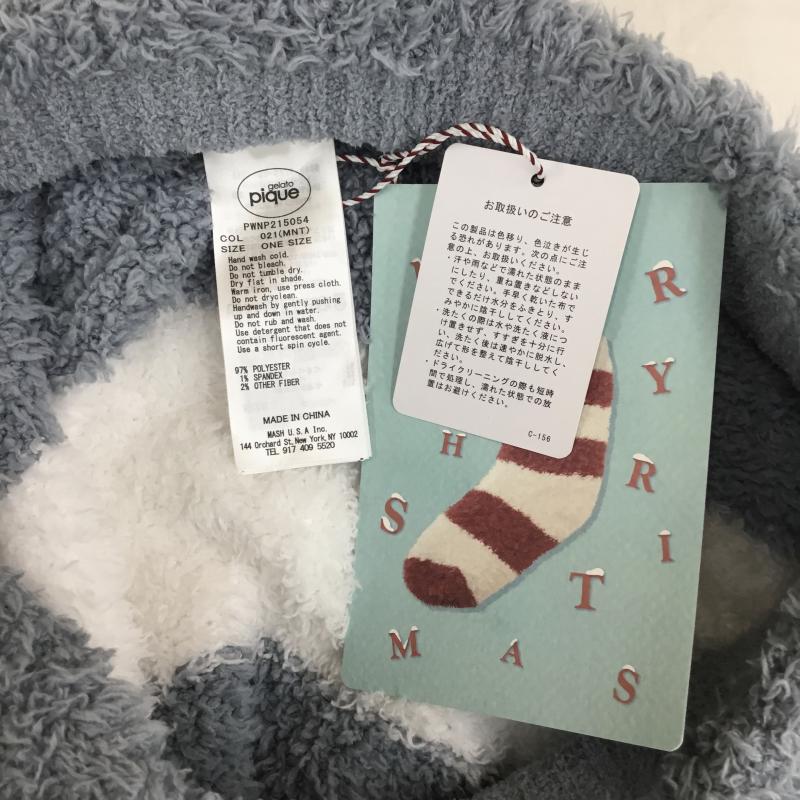 gelato
pique
PWNP215054
COL 021(MNT)
SIZE ONE SIZE
Hand wash cold.
Do not bleach.
Do not tumble dry.
Dry flat in shade.
Warm iron, use press cloth.
Do not dryclean.
Handwash by gently pushing
up and down in water.
Do not rub and wash.
Use detergent that does not
contain fluorescent agent.
Use a short spin cycle.
97% POLYESTER
1% SPANDEX
2% OTHER FIBER
MADE IN CHINA
MASH U.S.A Inc.
144 Orchard St, New York, NY 10002
TEL 917 409 5520
お取扱いのご注意
この製品は色移り、色泣きが生じ
る恐れがあります。次の点にご注
意の上、お取扱いください。
・汗や雨などで濡れた状態のまま
にしたり、重ね置きなどしない
でください。手早く乾いた布で
できるだけ水分をふきとり、す
みやかに陰干ししてください。
・洗たくの際は水や洗たく液につ
け置きせず、すすぎを十分に行
い、洗たく後は速やかに脱水し、
広げて形を整えて陰干ししてく
ださい。
・ドライクリーニングの際も短時
間で処理し、濡れた状態での放
置はお避けください。
C-156
R
Y
H R I
S T
M A S